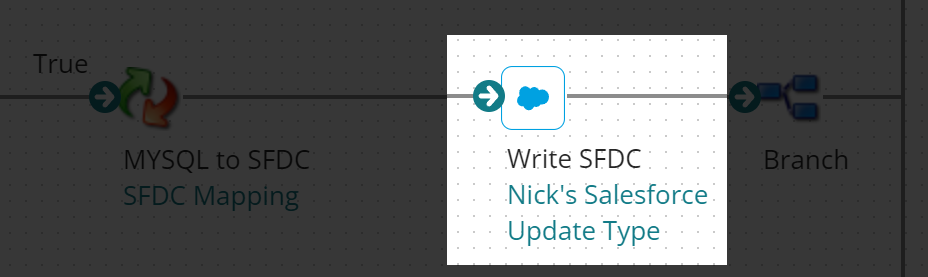 True
MYSQL to SFDC
SFDC Mapping
Write SFDC
Nick's Salesforce
Update Type
Branch